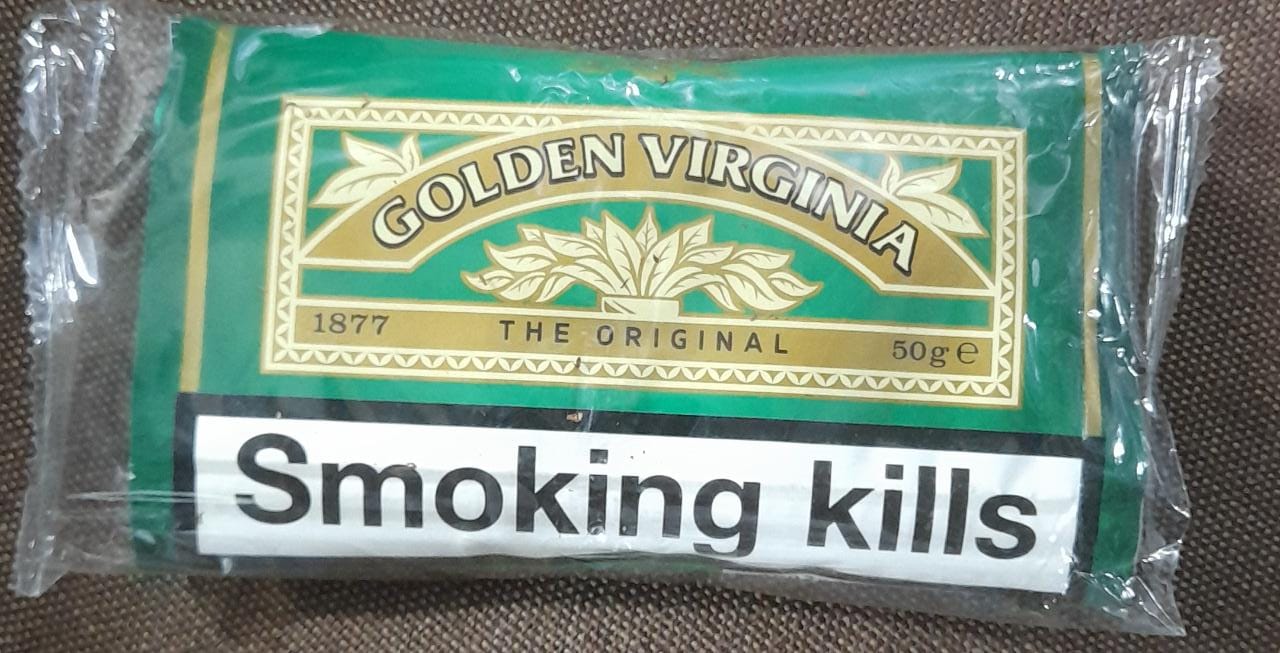 GOLDEN VIRGINIA
1877 THE ORIGINAL 50g e
Smoking kills